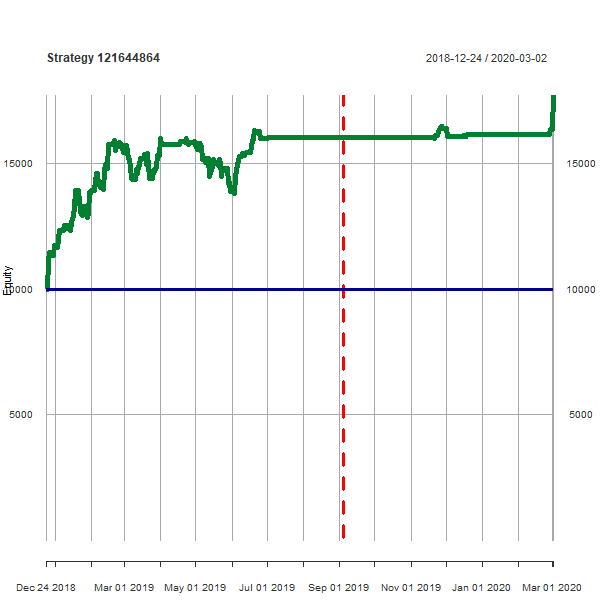 Strategy 121644864
2018-12-24 / 2020-03-02
15000
15000
Equity
10000
10000
5000
5000
Dec 24 2018
Mar 01 2019
May 01 2019
Jul 01 2019
Sep 01 2019
Nov 01 2019
Jan 01 2020
Mar 01 2020